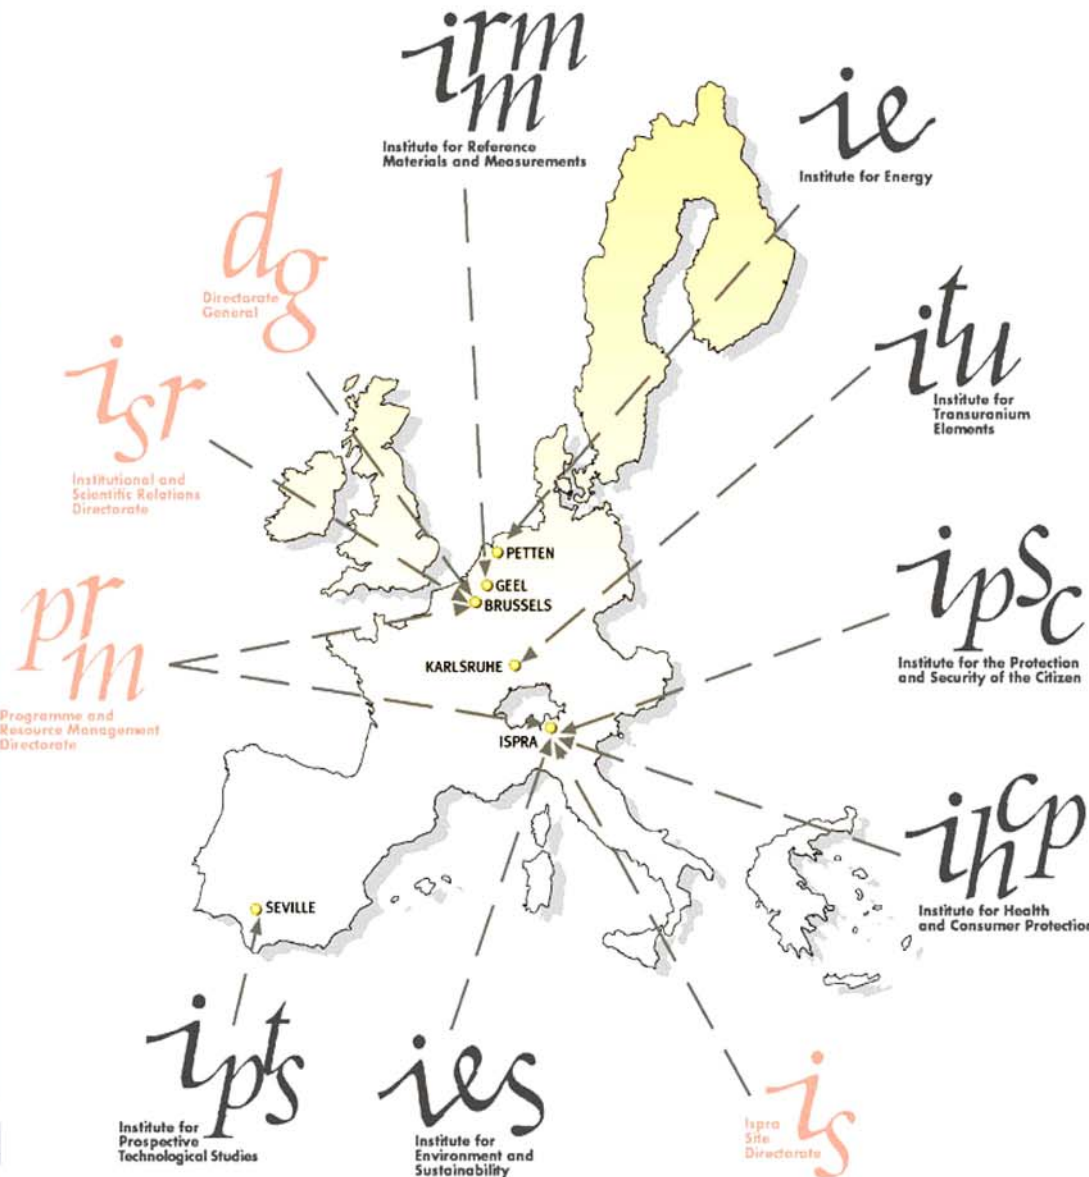 irmm
Institute for Reference
Materials and Measurements
ie
Institute for Energy
dg
Directorate
General
itu
Institute for
Transuranium
Elements
isr
Institutional and
Scientific Relations
Directorate
ipsc
Institute for the Protection
and Security of the Citizen
prm
Programme and
Resource Management
Directorate
PETTEN
GEEL
BRUSSELS
KARLSRUHE
ISPRA
SEVILLE
ihcp
Institute for Health
and Consumer Protection
ipts
Institute for
Prospective
Technological Studies
ies
Institute for
Environment and
Sustainability
is
Ispra
Site
Directorate